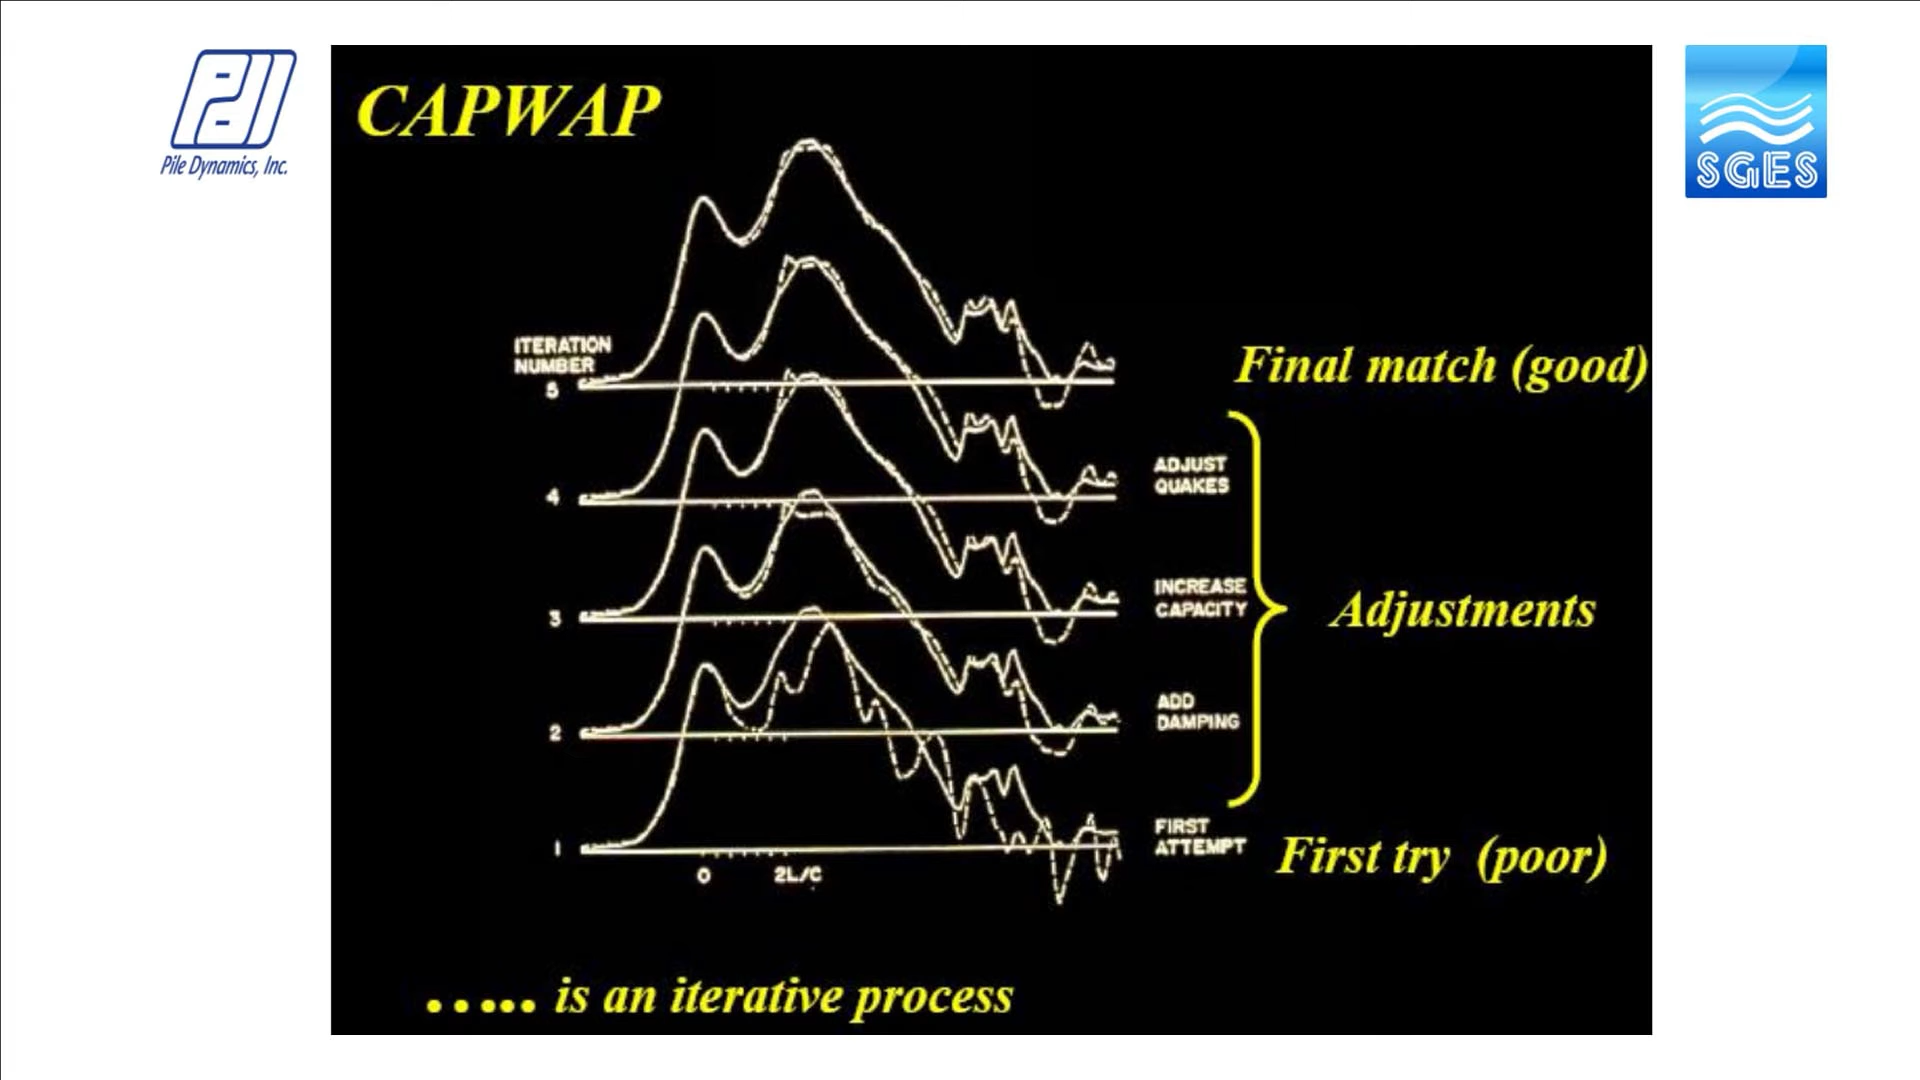 Pile Dynamics, Inc.
SGES
CAPWAP
ITERATION
NUMBER
5
Final match (good)
4
ADJUST
QUAKES
3
INCREASE
CAPACITY
Adjustments
2
ADD
DAMPING
1
FIRST
ATTEMPT
First try (poor)
0
2L/C
..... is an iterative process